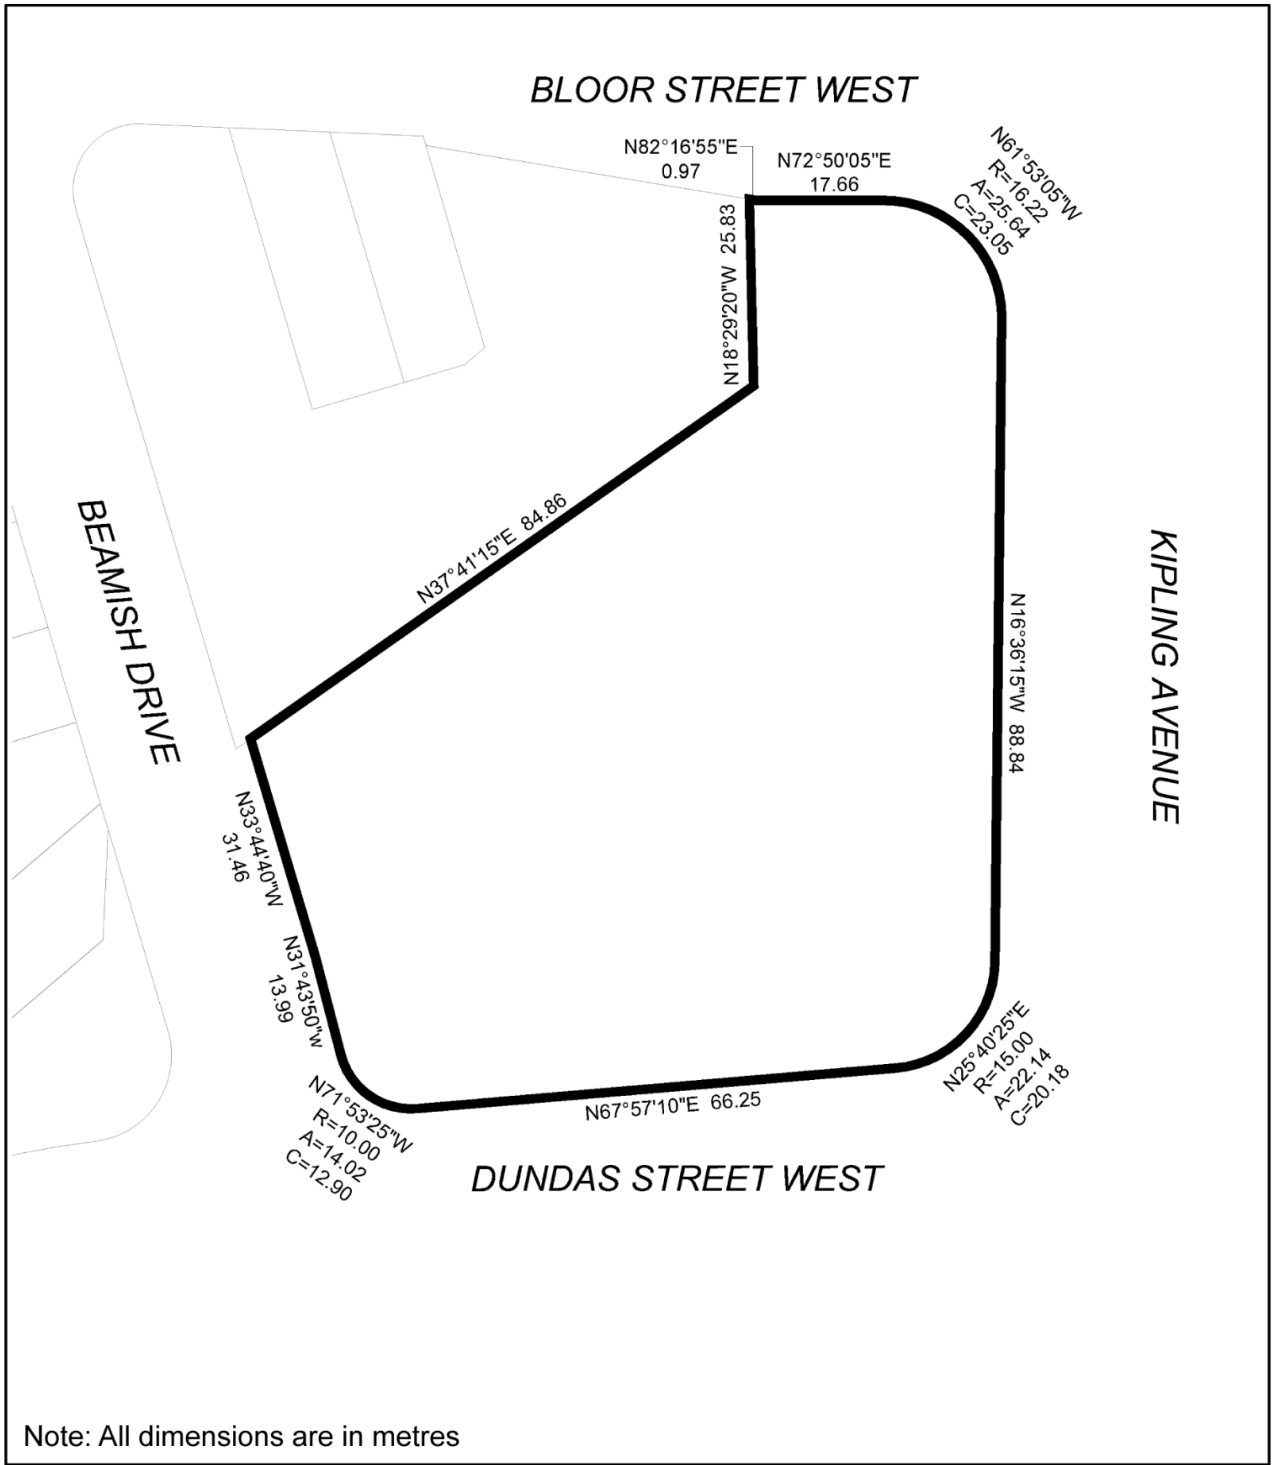 BLOOR STREET WEST
N82°16'55"E
0.97
N72°50'05"E
17.66
N61°53'05"W
R=16.22
A=25.64
C=23.05
N18°29'20"W 25.83
N37°41'15"E 84.86
BEAMISH DRIVE
KIPLING AVENUE
N16°36'15"W 88.84
N33°44'40"W
31.46
N31°43'50"w
13.99
N71°53'25"W
R=10.00
A=14.02
C=12.90
N67°57'10"E 66.25
N25°40'25"E
R=15.00
A=22.14
C=20.18
DUNDAS STREET WEST
Note: All dimensions are in metres